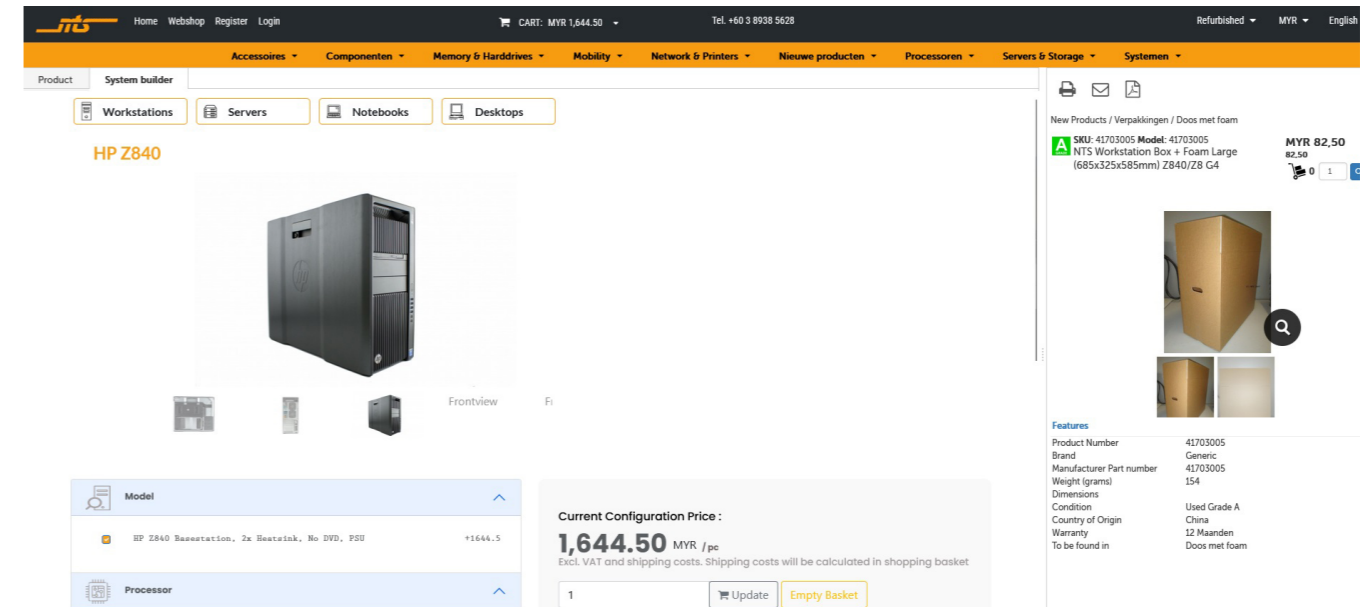 nts
Home Webshop Register Login
CART: MYR 1,644.50
Tel. +60 3 8938 5628
Refurbished MYR English
Accessoires Componenten Memory & Harddrives Mobility Network & Printers Nieuwe producten Processoren Servers & Storage Systemen
Product System builder
Workstations Servers Notebooks Desktops
HP Z840
Frontview
Model
HP Z840 Basestation, 2x Heatsink, No DVD, PSU +1644.5
Processor
Current Configuration Price :
1,644.50 MYR / pc
Excl. VAT and shipping costs. Shipping costs will be calculated in shopping basket
1 Update Empty Basket
New Products / Verpakkingen / Doos met foam
A SKU: 41703005 Model: 41703005
NTS Workstation Box + Foam Large
(685x325x585mm) Z840/Z8 G4
MYR 82,50
82,50
0 1
Features
Product Number 41703005
Brand Generic
Manufacturer Part number 41703005
Weight (grams) 154
Dimensions
Condition Used Grade A
Country of Origin China
Warranty 12 Maanden
To be found in Doos met foam